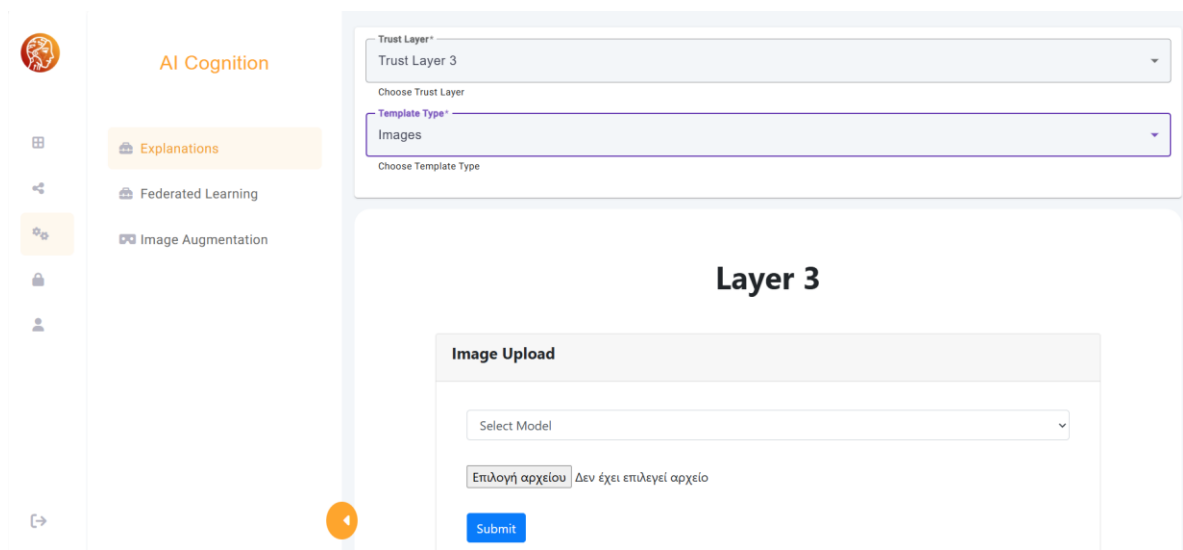 AI Cognition
Explanations
Federated Learning
Image Augmentation
Trust Layer*
Trust Layer 3
Choose Trust Layer
Template Type*
Images
Choose Template Type
Layer 3
Image Upload
Select Model
Επιλογή αρχείου Δεν έχει επιλεγεί αρχείο
Submit